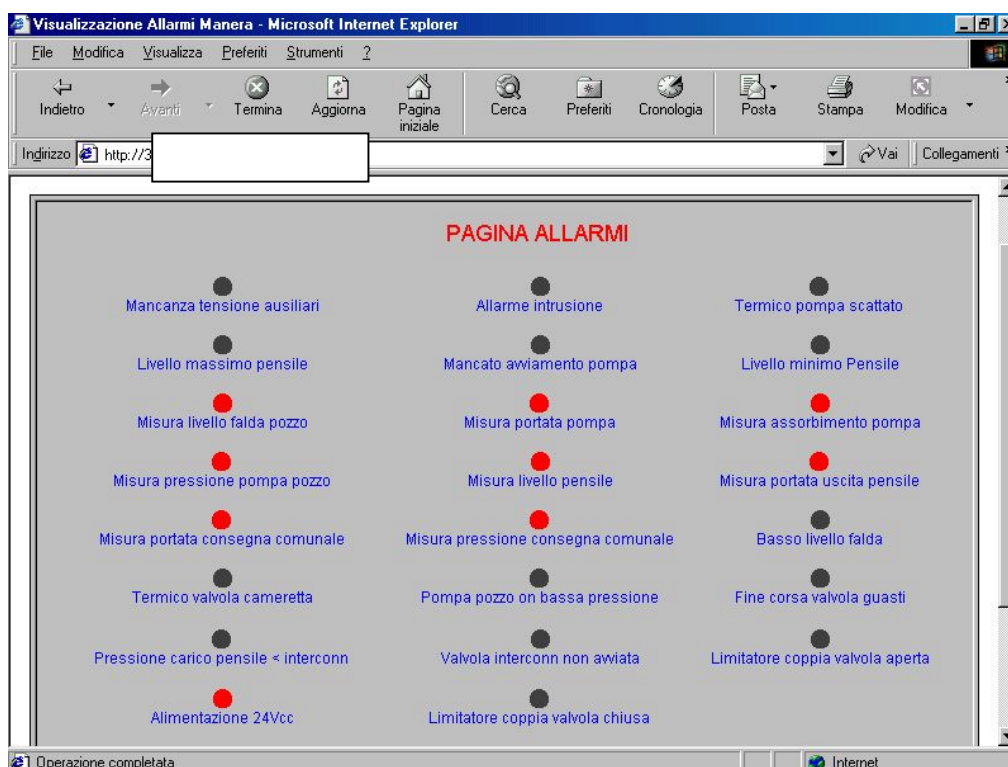 Visualizzazione Allarmi Manera - Microsoft Internet Explorer
File Modifica Visualizza Preferiti Strumenti ?
Indietro Avanti Termina Aggiorna Pagina iniziale Cerca Preferiti Cronologia Posta Stampa Modifica
Indirizzo http://3 Vai Collegamenti
PAGINA ALLARMI
Mancanza tensione ausiliari Allarme intrusione Termico pompa scattato
Livello massimo pensile Mancato avviamento pompa Livello minimo Pensile
Misura livello falda pozzo Misura portata pompa Misura assorbimento pompa
Misura pressione pompa pozzo Misura livello pensile Misura portata uscita pensile
Misura portata consegna comunale Misura pressione consegna comunale Basso livello falda
Termico valvola cameretta Pompa pozzo on bassa pressione Fine corsa valvola guasti
Pressione carico pensile < interconn Valvola interconn non avviata Limitatore coppia valvola aperta
Alimentazione 24Vcc Limitatore coppia valvola chiusa
Operazione completata Internet